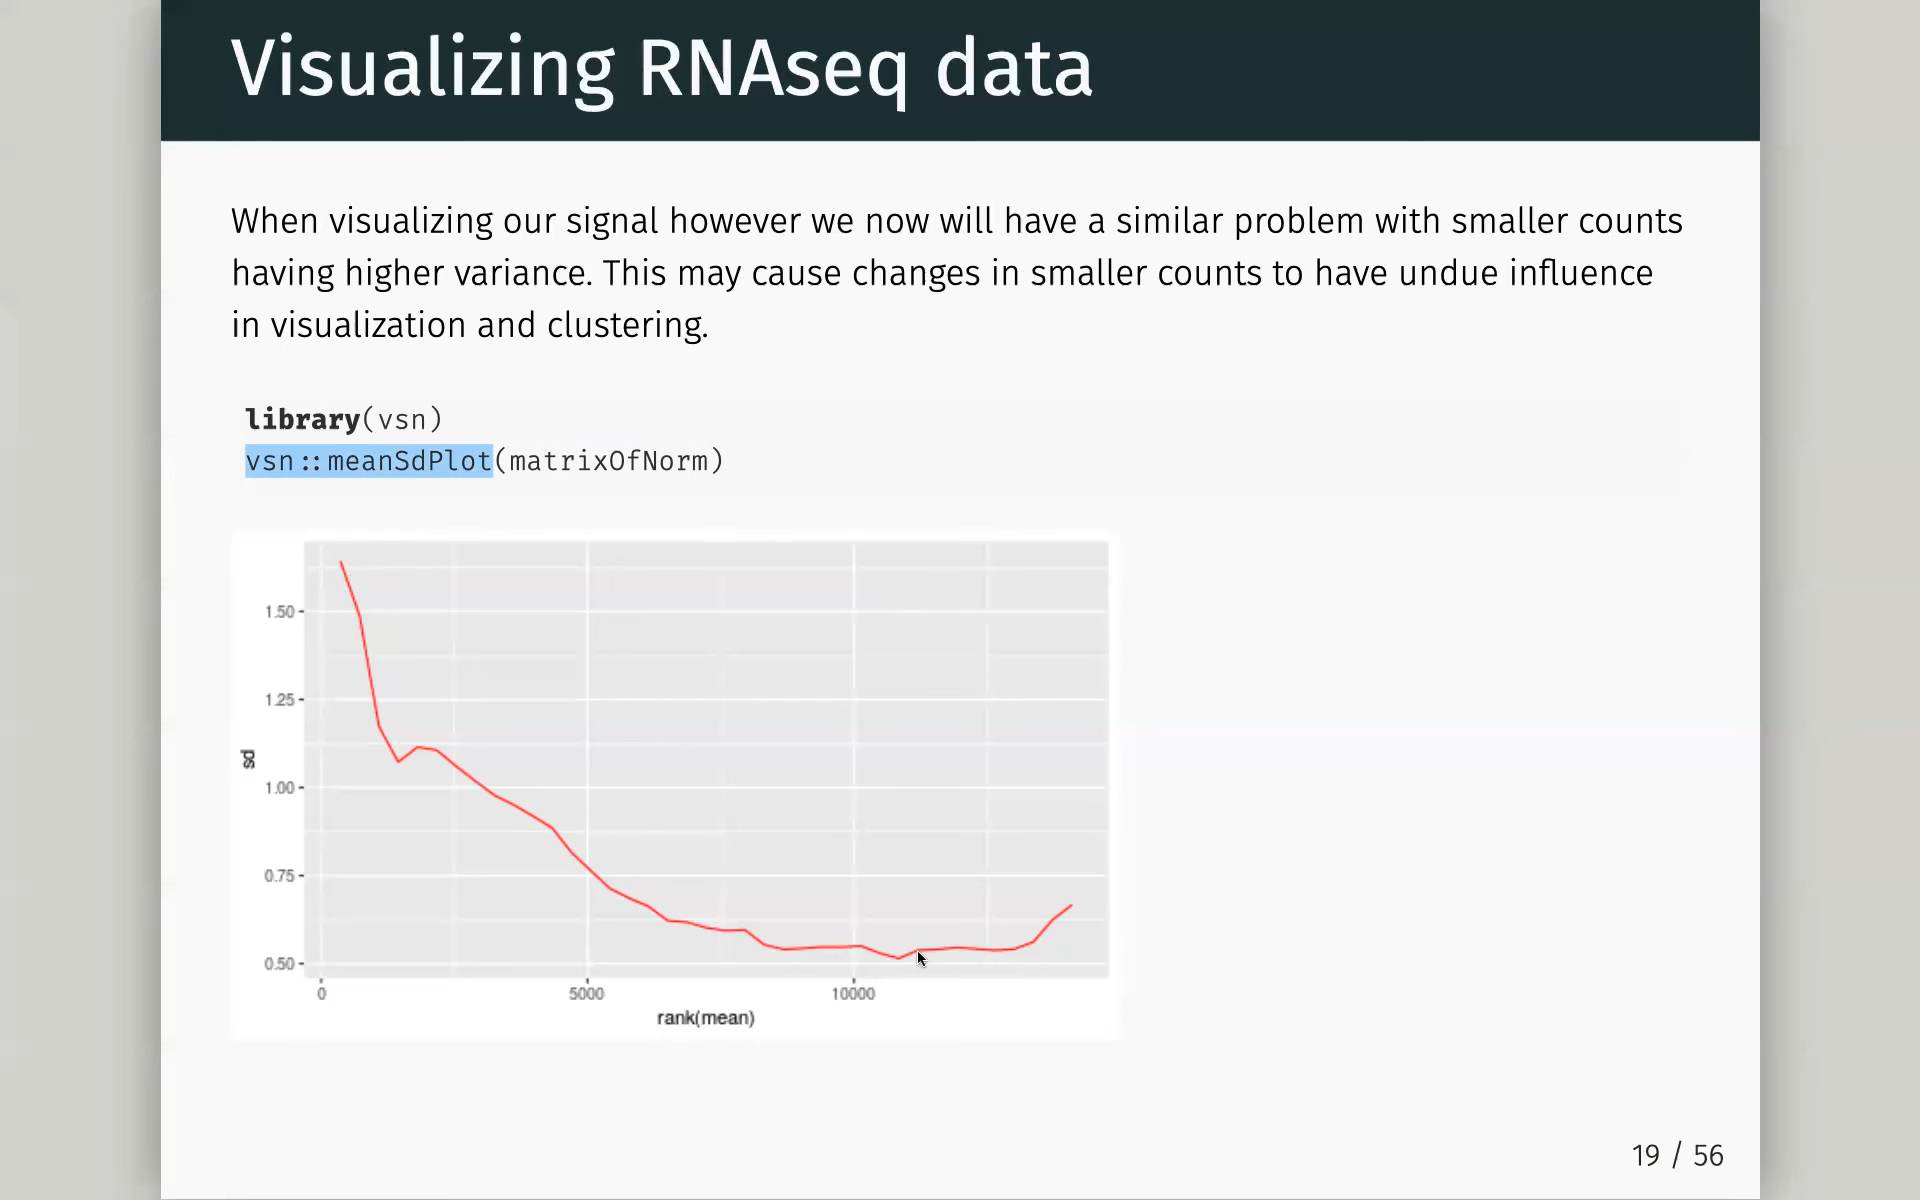 Visualizing RNAseq data
When visualizing our signal however we now will have a similar problem with smaller counts
having higher variance. This may cause changes in smaller counts to have undue influence
in visualization and clustering.
library(vsn)
vsn::meanSdPlot(matrixOfNorm)
1.50
1.25
1.00
0.75
0.50
sd
0 5000 10000
rank(mean)
19 / 56